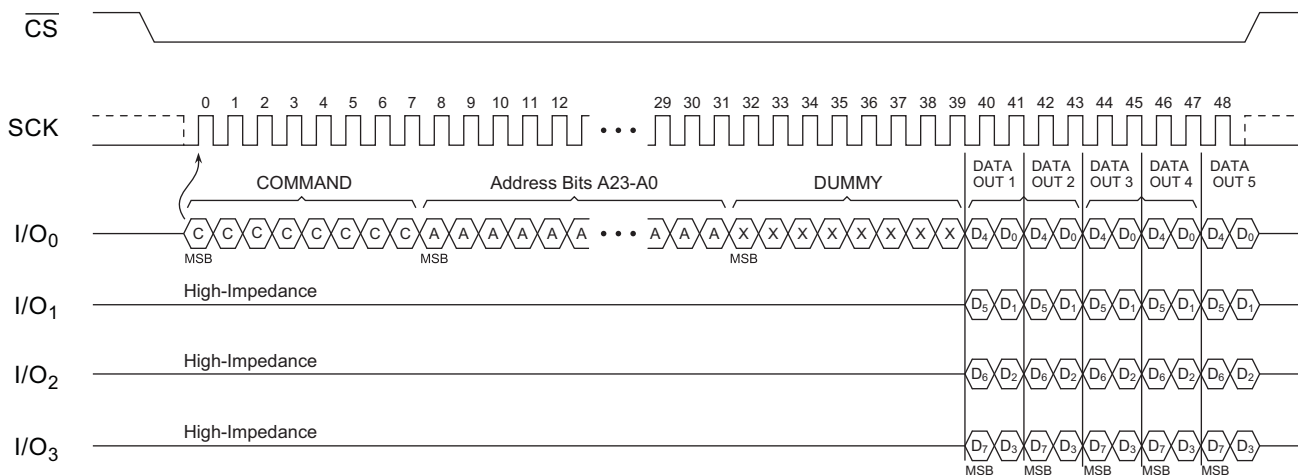 CS
0 1 2 3 4 5 6 7 8 9 10 11 12 29 30 31 32 33 34 35 36 37 38 39 40 41 42 43 44 45 46 47 48
SCK
COMMAND Address Bits A23-A0 DUMMY DATA OUT 1 DATA OUT 2 DATA OUT 3 DATA OUT 4 DATA OUT 5
I/O0 C C C C C C C C A A A A A A A A A X X X X X X X X D4 D0 D4 D0 D4 D0 D4 D0 D4 D0
MSB MSB MSB
High-Impedance
I/O1 D5 D1 D5 D1 D5 D1 D5 D1 D5 D1
High-Impedance
I/O2 D6 D2 D6 D2 D6 D2 D6 D2 D6 D2
High-Impedance
I/O3 D7 D3 D7 D3 D7 D3 D7 D3 D7 D3
MSB MSB MSB MSB MSB